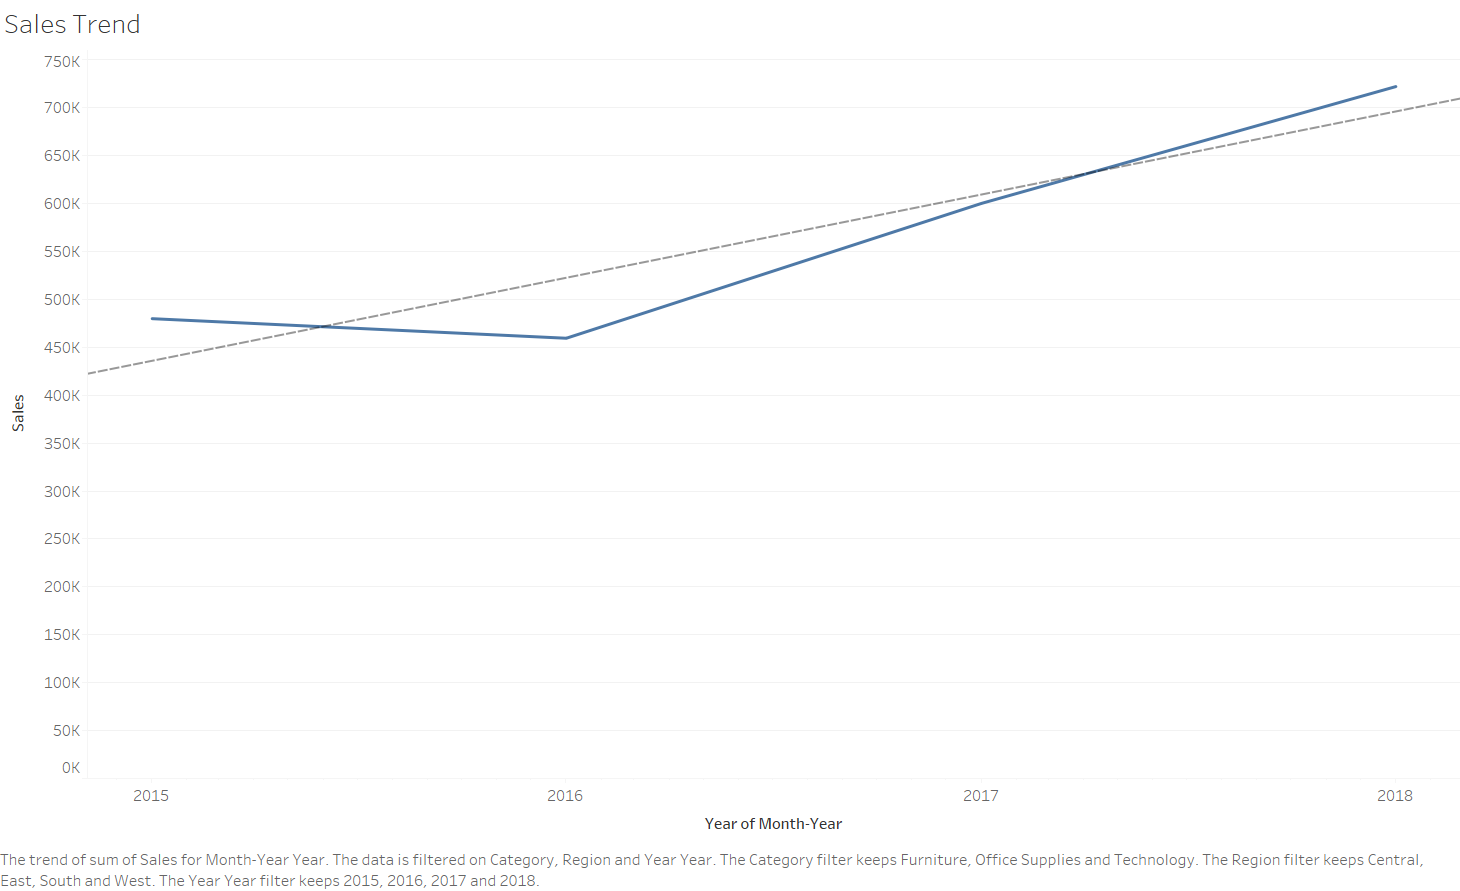 Sales Trend
750K
700K
650K
600K
550K
500K
450K
400K
350K
300K
250K
200K
150K
100K
50K
0K
Sales
2015 2016 2017 2018
Year of Month-Year
The trend of sum of Sales for Month-Year Year. The data is filtered on Category, Region and Year Year. The Category filter keeps Furniture, Office Supplies and Technology. The Region filter keeps Central,
East, South and West. The Year Year filter keeps 2015, 2016, 2017 and 2018.